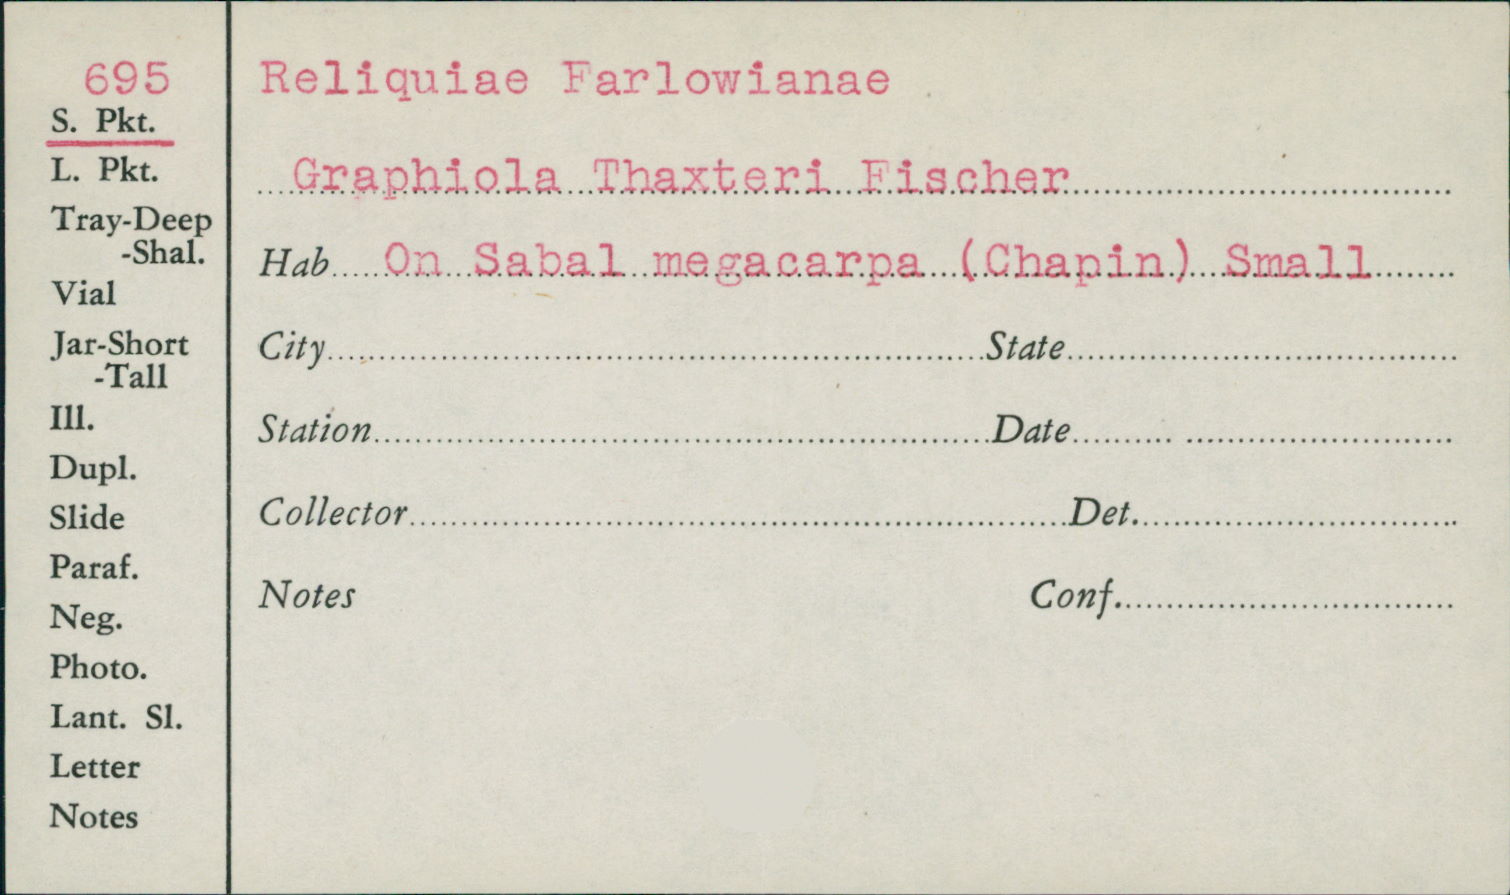 695
S. Pkt.
L. Pkt.
Tray-Deep
-Shal.
Vial
Jar-Short
-Tall
Ill.
Dupl.
Slide
Paraf.
Neg.
Photo.
Lant. Sl.
Letter
Notes
Reliquiae Farlowianae
Graphiola Thaxteri Fischer
Hab On Sabal megacarpa (Chapin) Small
City State
Station Date
Collector Det.
Notes Conf.